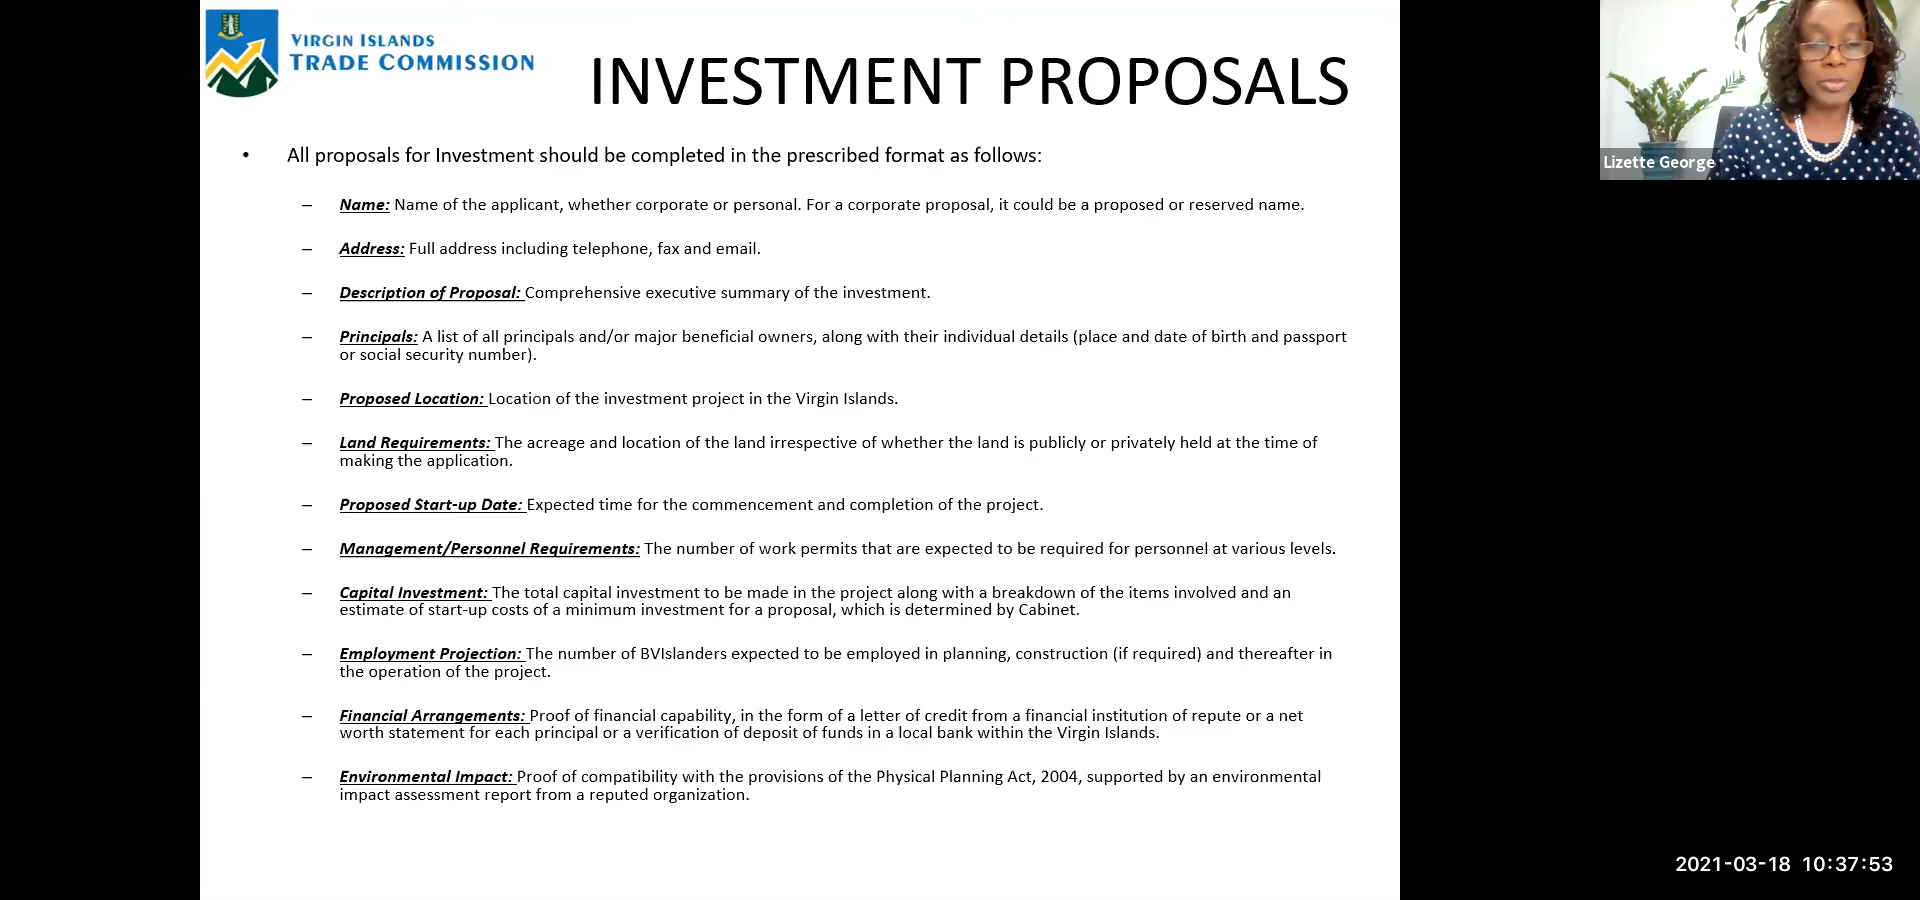 VIRGIN ISLANDS
TRADE COMMISSION
INVESTMENT PROPOSALS
Lizette George
• All proposals for Investment should be completed in the prescribed format as follows:
– Name: Name of the applicant, whether corporate or personal. For a corporate proposal, it could be a proposed or reserved name.
– Address: Full address including telephone, fax and email.
– Description of Proposal: Comprehensive executive summary of the investment.
– Principals: A list of all principals and/or major beneficial owners, along with their individual details (place and date of birth and passport
or social security number).
– Proposed Location: Location of the investment project in the Virgin Islands.
– Land Requirements: The acreage and location of the land irrespective of whether the land is publicly or privately held at the time of
making the application.
– Proposed Start-up Date: Expected time for the commencement and completion of the project.
– Management/Personnel Requirements: The number of work permits that are expected to be required for personnel at various levels.
– Capital Investment: The total capital investment to be made in the project along with a breakdown of the items involved and an
estimate of start-up costs of a minimum investment for a proposal, which is determined by Cabinet.
– Employment Projection: The number of BVIslanders expected to be employed in planning, construction (if required) and thereafter in
the operation of the project.
– Financial Arrangements: Proof of financial capability, in the form of a letter of credit from a financial institution of repute or a net
worth statement for each principal or a verification of deposit of funds in a local bank within the Virgin Islands.
– Environmental Impact: Proof of compatibility with the provisions of the Physical Planning Act, 2004, supported by an environmental
impact assessment report from a reputed organization.
2021-03-18 10:37:53